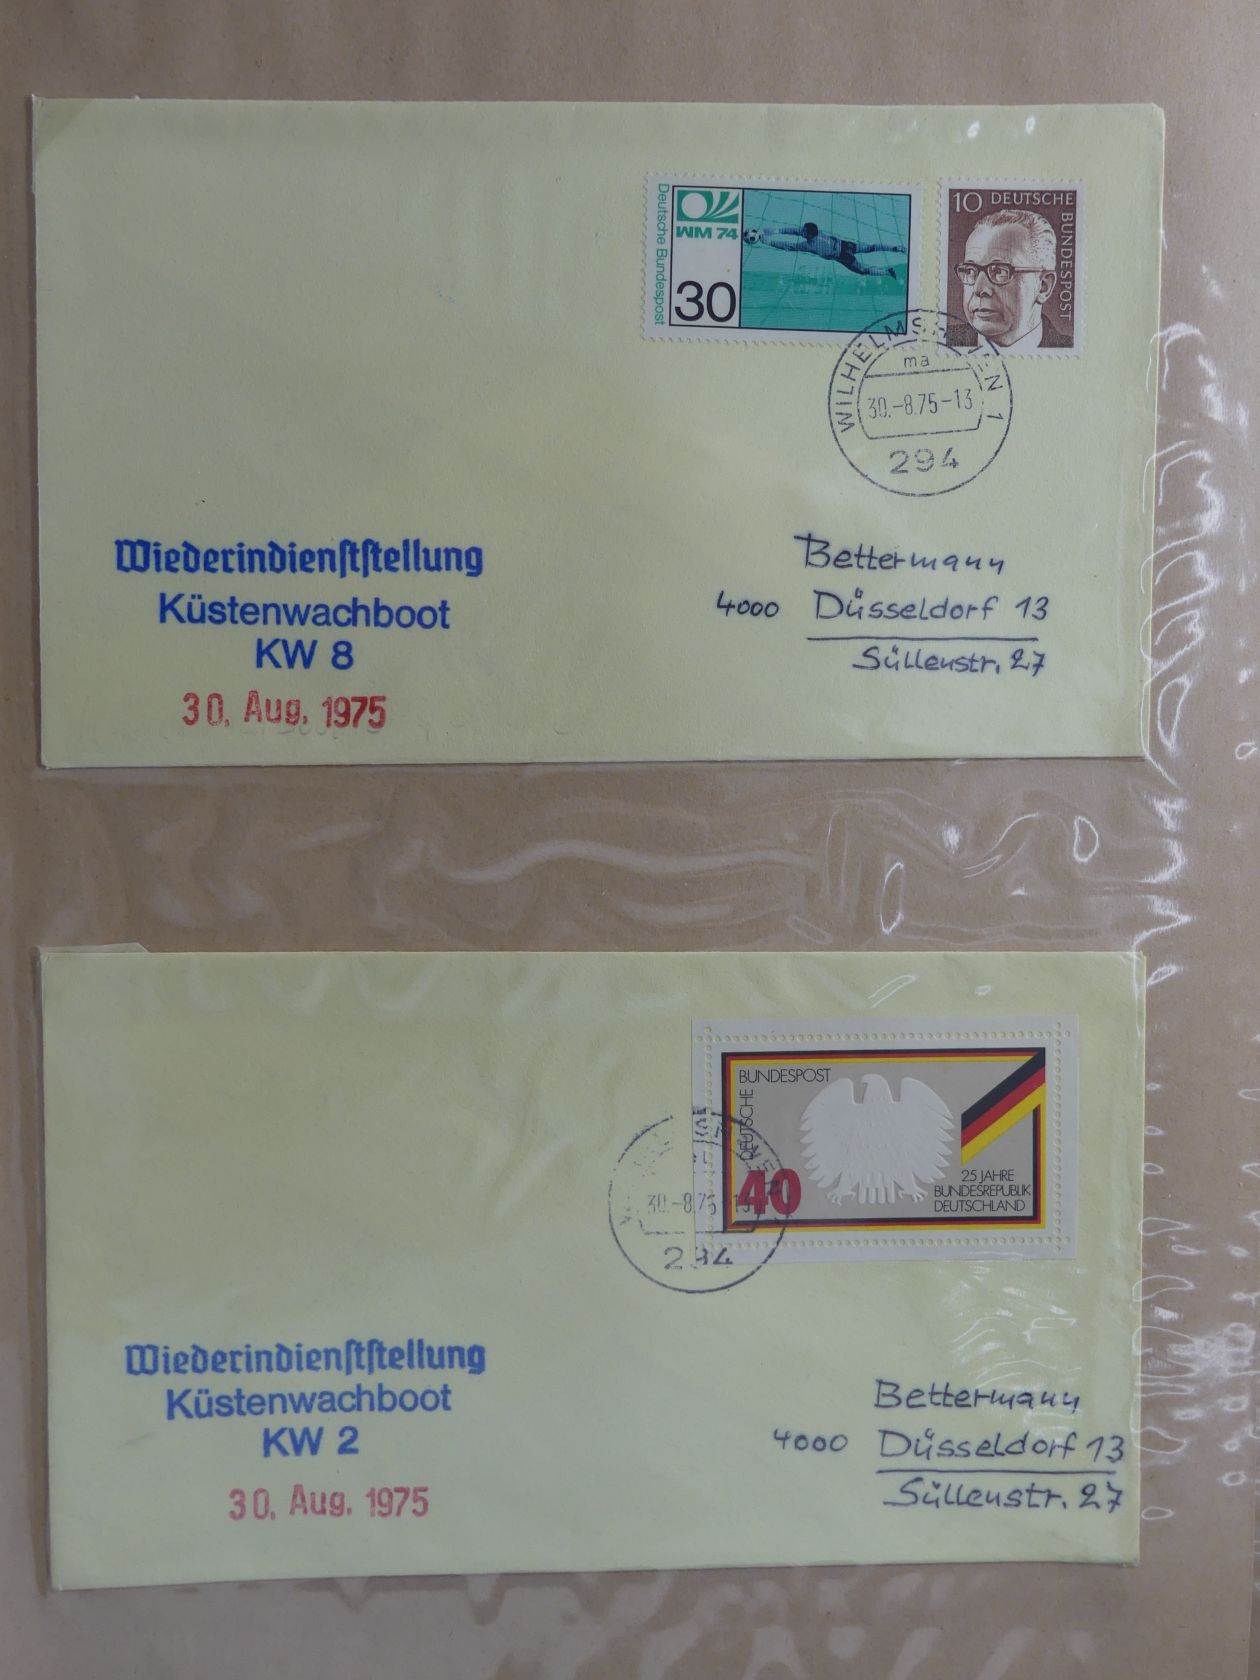 Deutsche Bundespost
WM 74
30
10 DEUTSCHE
BUNDESPOST
WILHELMSHAVEN 1
ma
30.-8.75-13
294
Wiederindienststellung
Küstenwachboot
KW 8
30. Aug. 1975
Bettermann
4000 Düsseldorf 13
Süllenstr. 27
DEUTSCHE
BUNDESPOST
40
25 JAHRE
BUNDESREPUBLIK
DEUTSCHLAND
30.-8.75-13
294
Wiederindienststellung
Küstenwachboot
KW 2
30. Aug. 1975
Bettermann
4000 Düsseldorf 13
Süllenstr. 27